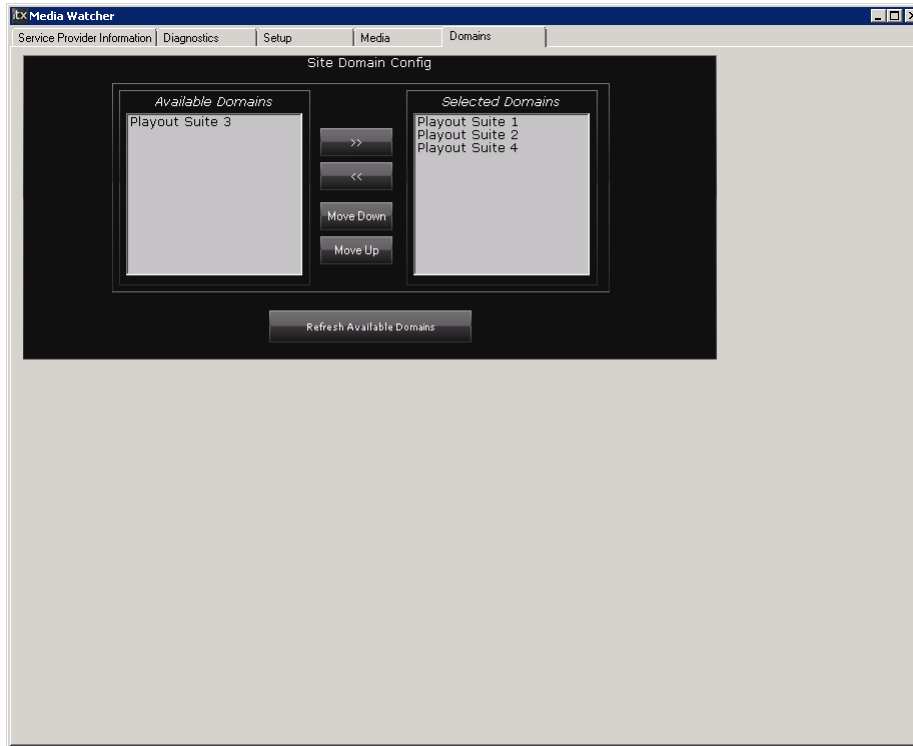 itx Media Watcher
Service Provider Information Diagnostics Setup Media Domains
Site Domain Config
Available Domains
Playout Suite 3
>>
<<
Move Down
Move Up
Selected Domains
Playout Suite 1
Playout Suite 2
Playout Suite 4
Refresh Available Domains